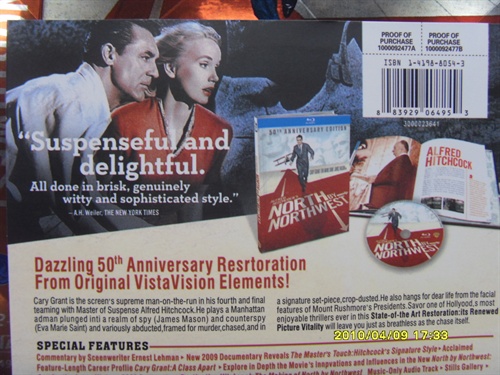 PROOF OF PURCHASE 1000092477A
PROOF OF PURCHASE 1000092477B
ISBN 1-4198-8054-3
8 83929 06495 3
1000223641
"Suspenseful and
delightful.
All done in brisk, genuinely
witty and sophisticated style."
– A.H. Weiler, THE NEW YORK TIMES
50TH ANNIVERSARY EDITION
NORTH BY
NORTHWEST
ALFRED
HITCHCOCK
NORTH BY
NORTHWEST
Dazzling 50th Anniversary Resrtoration
From Original VistaVision Elements!
Cary Grant is the screen's supreme man-on-the-run in his fourth and final
teaming with Master of Suspense Alfred Hitchcock.He plays a Manhattan
adman plunged intoa a realm of spy (James Mason) and counterspy
(Eva Marie Saint) and variously abducted,framed for murder,chased,and in
a signature set-piece,crop-dusted.He also hangs for dear life from the facial
features of Mount Rushmore's Presidents.Savor one of Hollywood,s most
enjoyable thrillers ever in this State-of-the Art Restoration:its Renewed
Picture Vitality will leave you just as breathless as the chase itself.
SPECIAL FEATURES
Commentary by Sceenwriter Ernest Lehman • New 2009 Documentary Reveals The Master's Touch:Hitchcock's Signature Style • Acclaimed
Feature-Length Career Profile Cary Grant:A Class Apart • Explore in Depth the Movie's innovations and Influences in the New North by Northwest:
Music-Only Audio Track • Stills Gallery •
2010/04/09 17:33